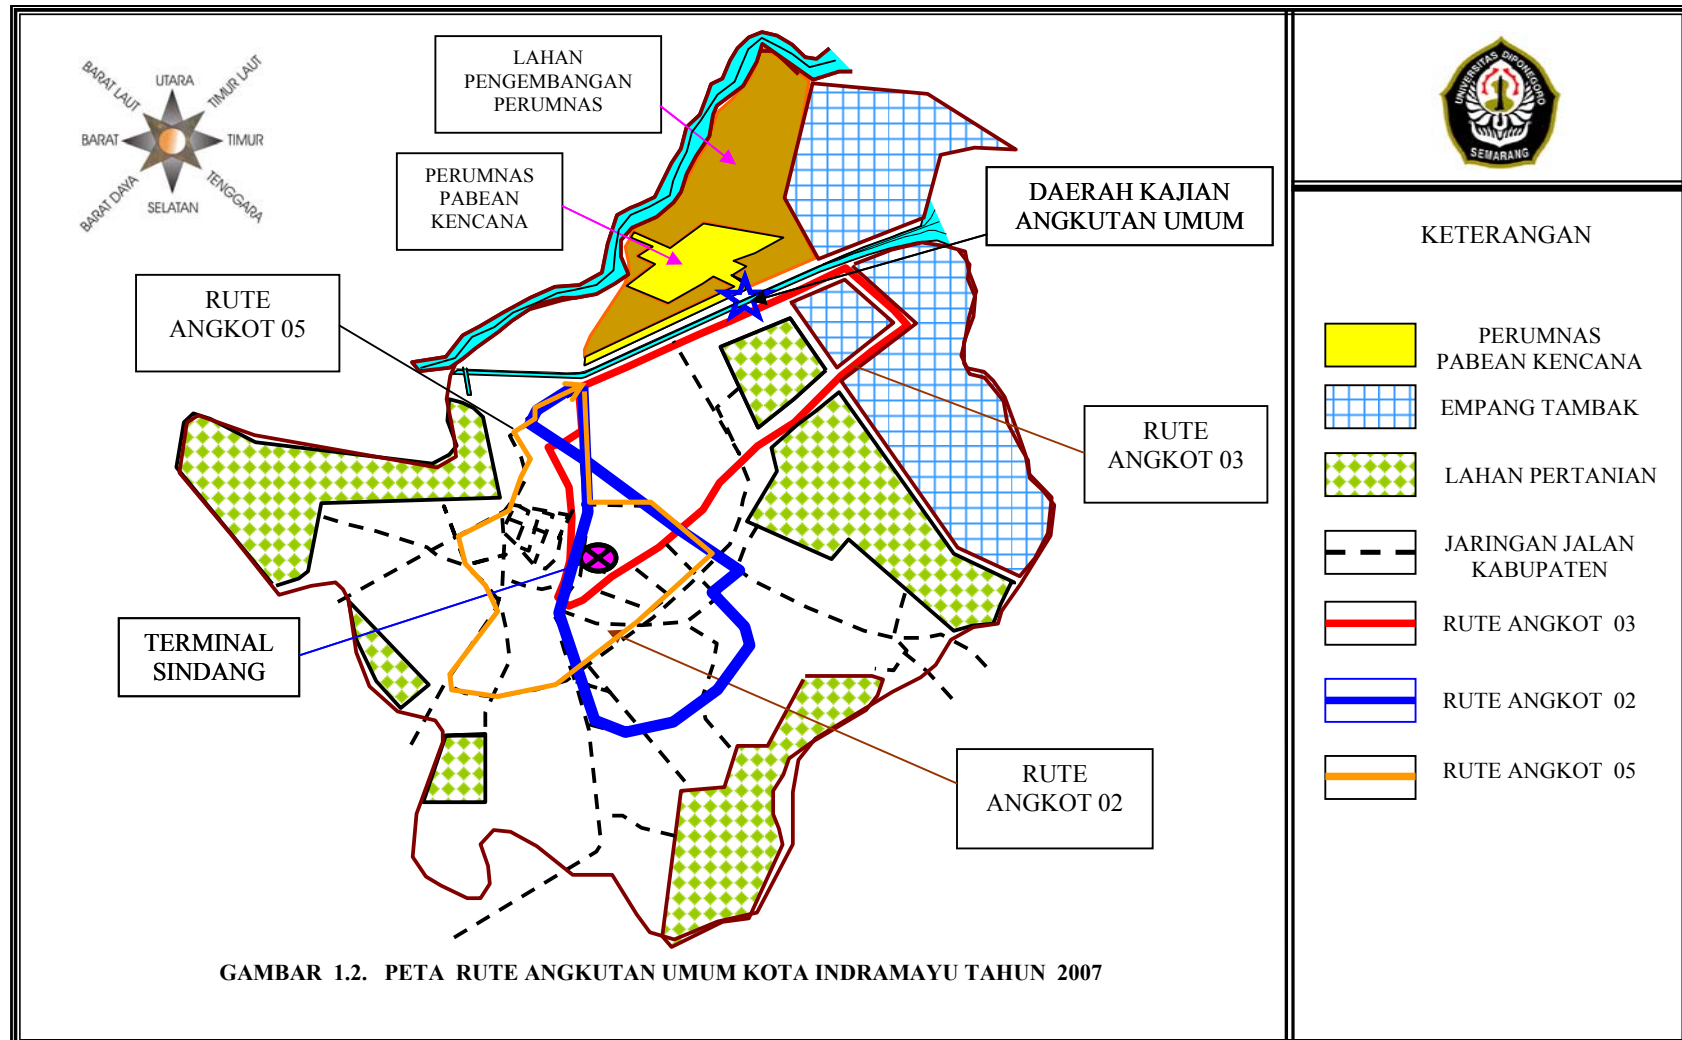 LAHAN
PENGEMBANGAN
PERUMNAS
BARAT LAUT
UTARA
TIMUR LAUT
BARAT
TIMUR
BARAT DAYA
SELATAN
TENGGARA
PERUMNAS
PABEAN
KENCANA
DAERAH KAJIAN
ANGKUTAN UMUM
RUTE
ANGKOT 05
RUTE
ANGKOT 03
TERMINAL
SINDANG
RUTE
ANGKOT 02
GAMBAR 1.2. PETA RUTE ANGKUTAN UMUM KOTA INDRAMAYU TAHUN 2007
UNIVERSITAS DIPONEGORO
SEMARANG
KETERANGAN
PERUMNAS
PABEAN KENCANA
EMPANG TAMBAK
LAHAN PERTANIAN
JARINGAN JALAN
KABUPATEN
RUTE ANGKOT 03
RUTE ANGKOT 02
RUTE ANGKOT 05